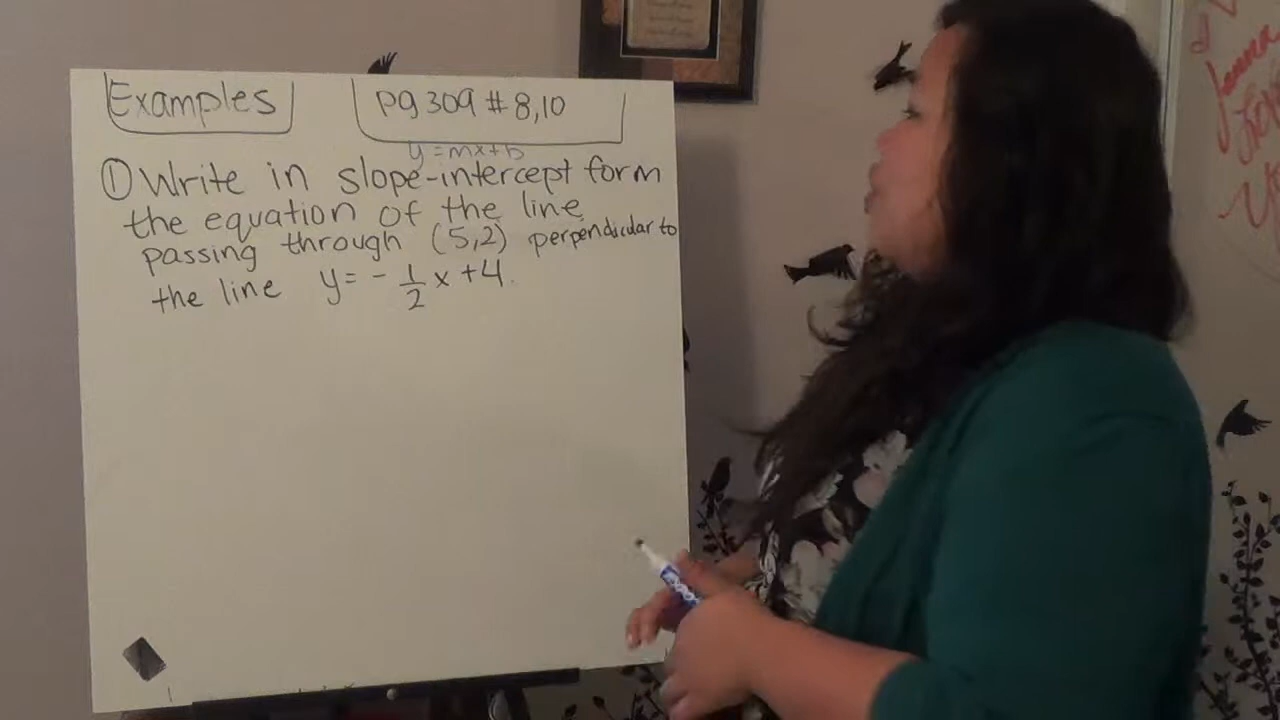 Examples
pg 309 # 8,10
y=mx+b
① Write in slope-intercept form
the equation of the line
passing through (5,2) perpendicular to
the line y= - 1/2 x +4.
EXPO